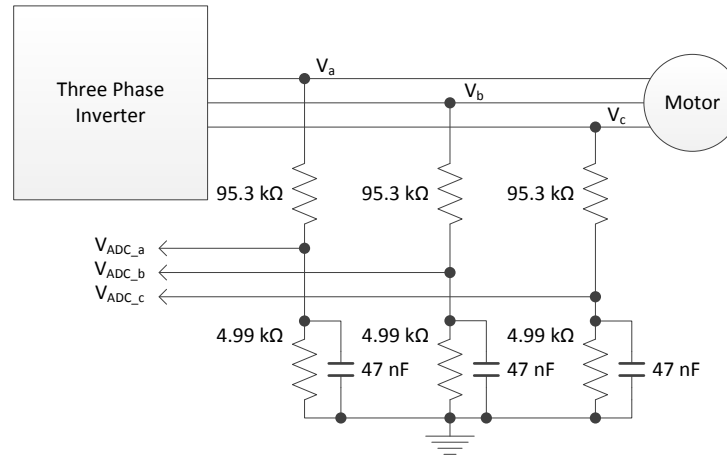 Three Phase
Inverter
Motor
Va
Vb
Vc
95.3 kΩ
95.3 kΩ
95.3 kΩ
VADC_a
VADC_b
VADC_c
4.99 kΩ
4.99 kΩ
4.99 kΩ
47 nF
47 nF
47 nF